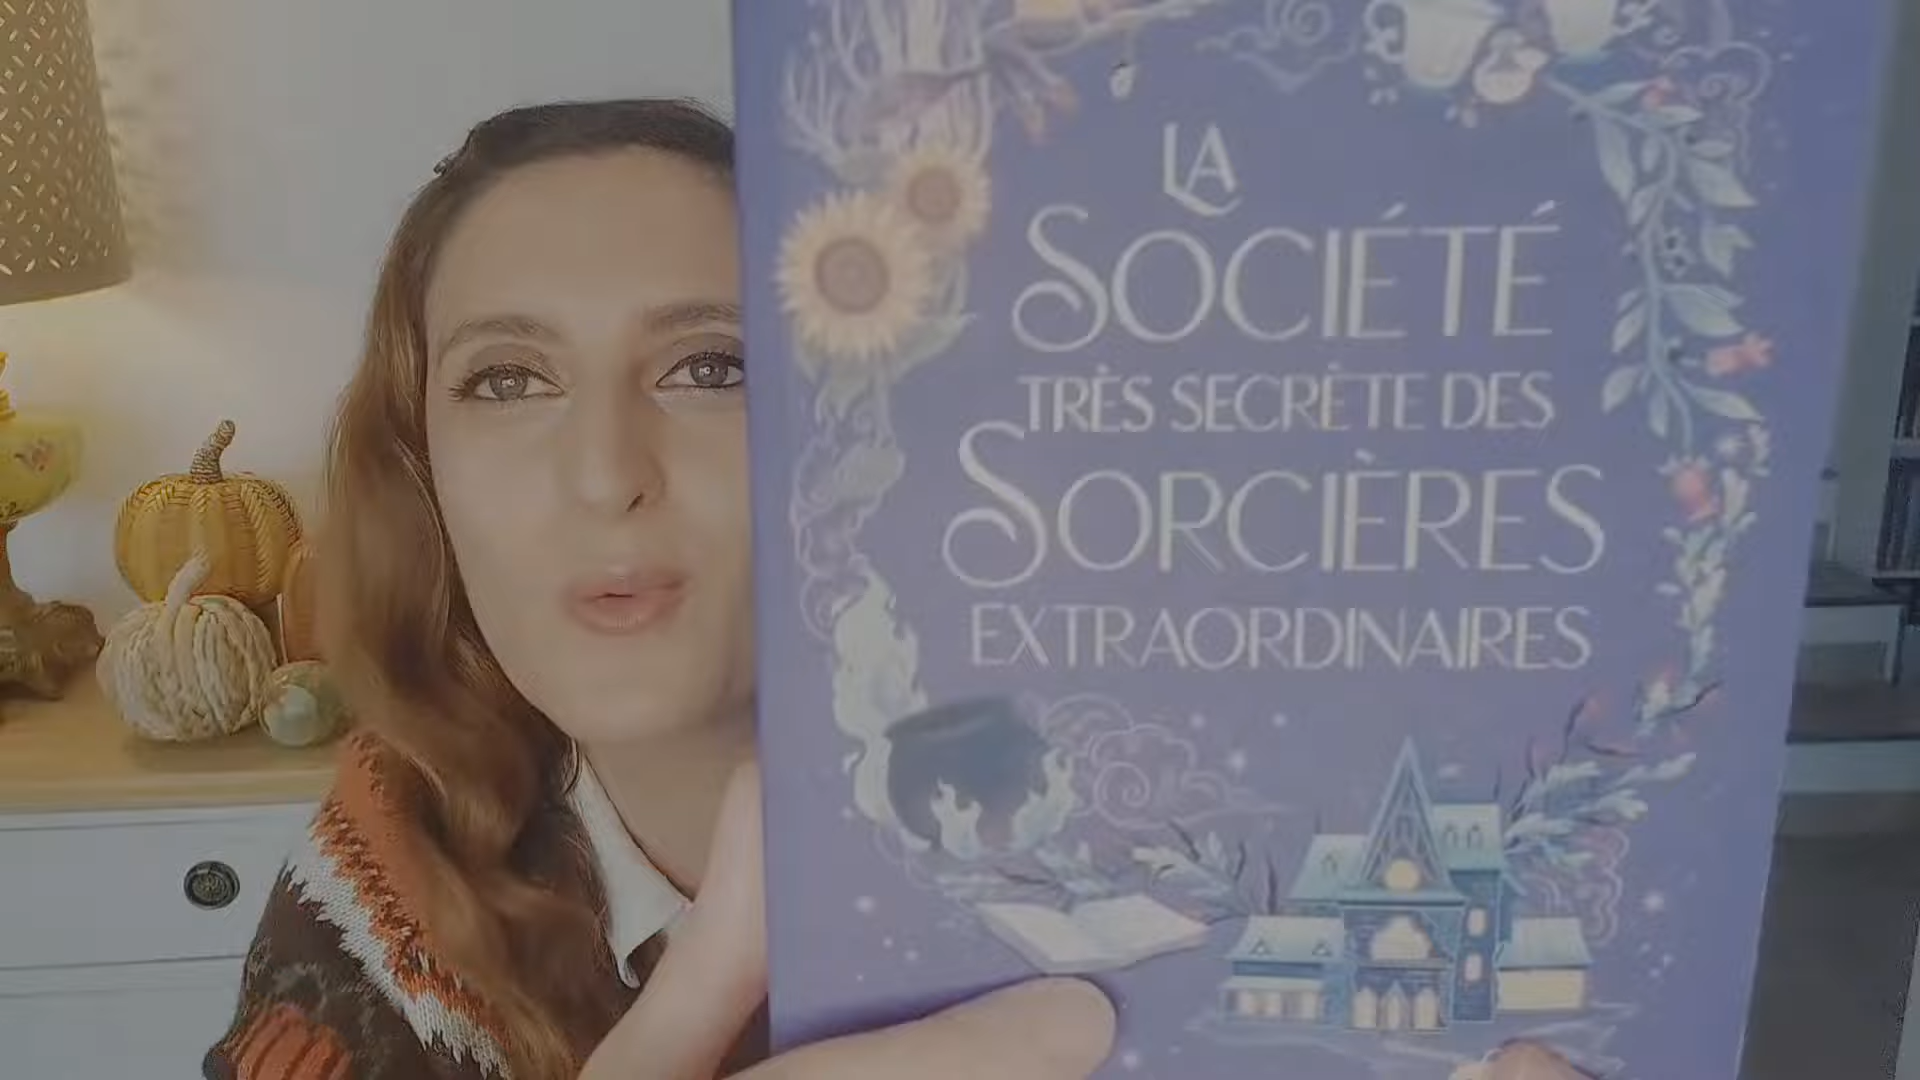 LA
SOCIÉTÉ
TRÈS SECRÈTE DES
SORCIÈRES
EXTRAORDINAIRES